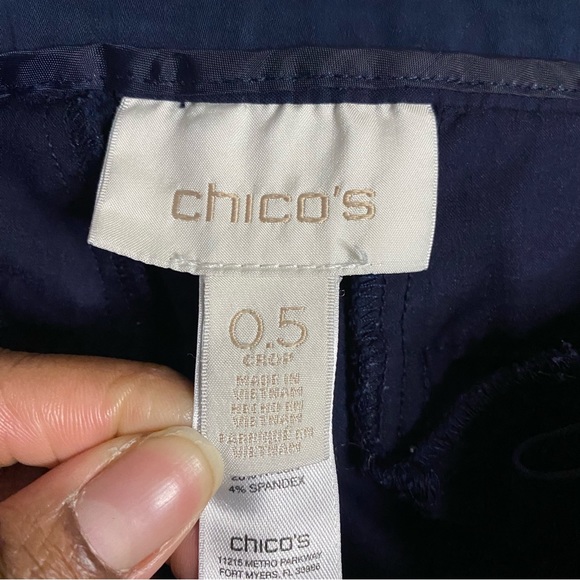 chico's
0.5
CROP
MADE IN
VIETNAM
HECHO EN
VIETNAM
FABRIQUE AU
VIETNAM
4% SPANDEX
chico's
11215 METRO PARKWAY
FORT MYERS, FL 33966